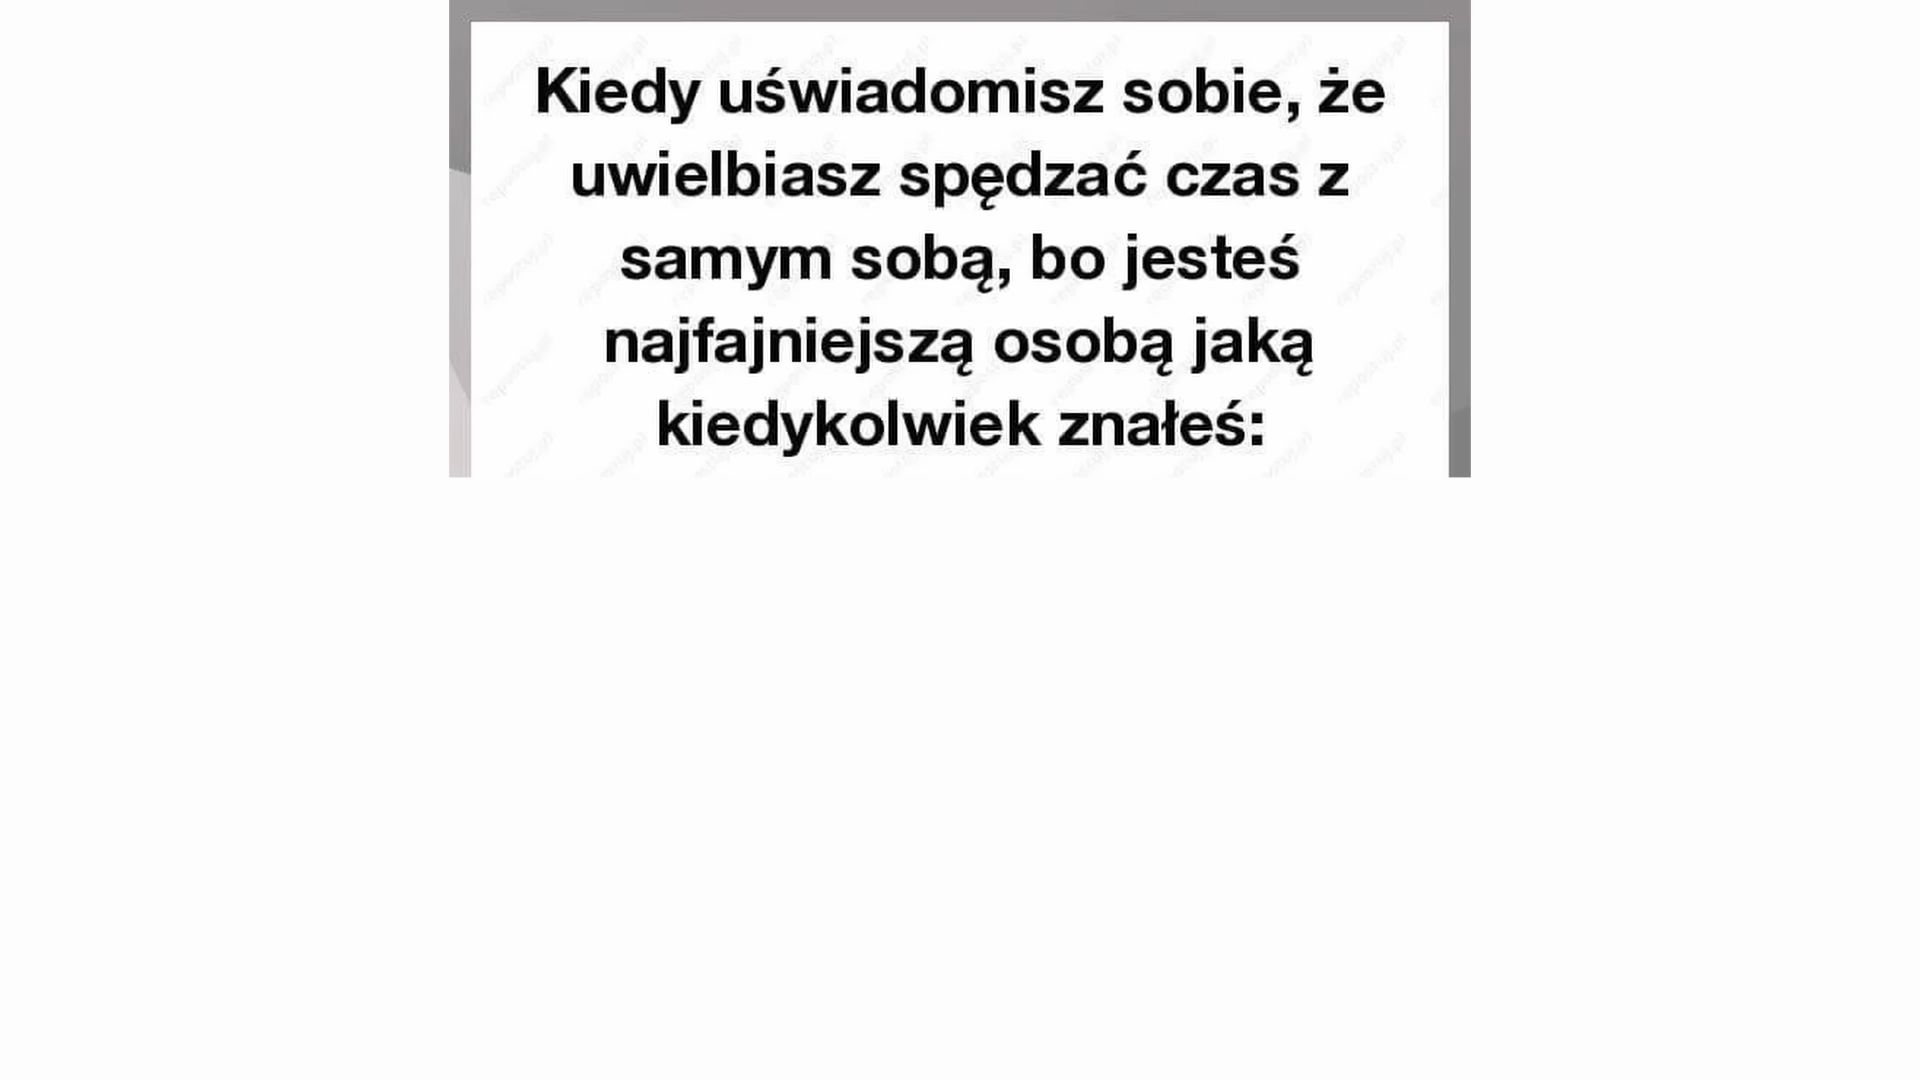 Kiedy uświadomisz sobie, że
uwielbiasz spędzać czas z
samym sobą, bo jesteś
najfajniejszą osobą jaką
kiedykolwiek znałeś: